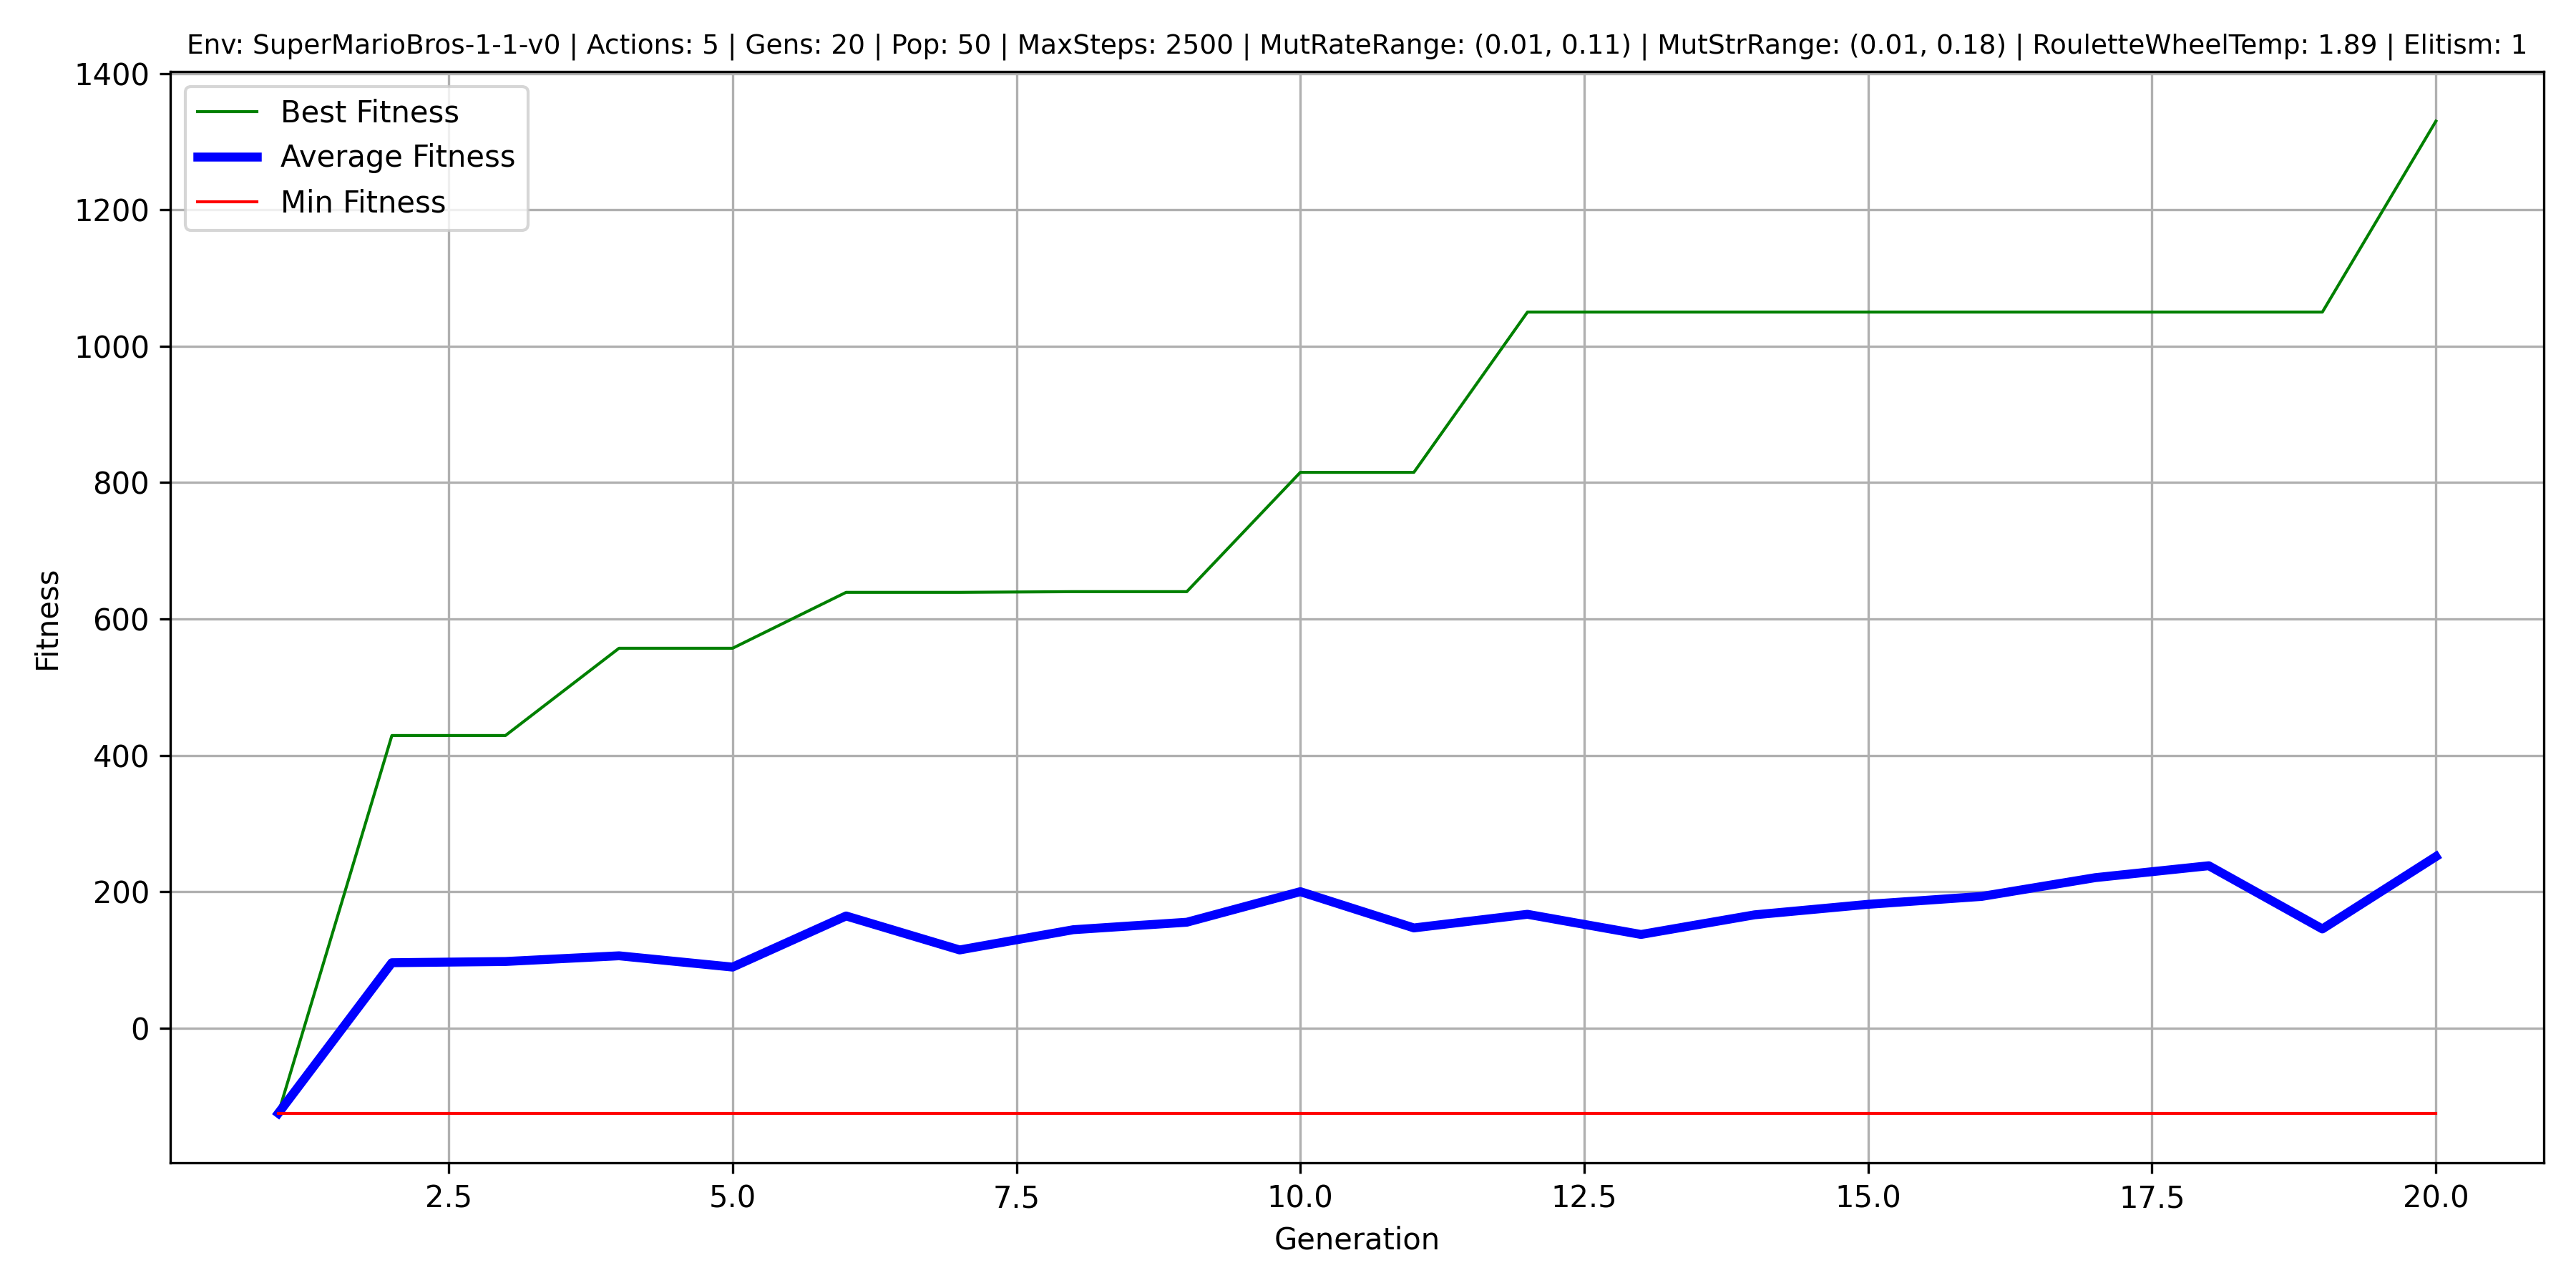 Env: SuperMarioBros-1-1-v0 | Actions: 5 | Gens: 20 | Pop: 50 | MaxSteps: 2500 | MutRateRange: (0.01, 0.11) | MutStrRange: (0.01, 0.18) | RouletteWheelTemp: 1.89 | Elitism: 1
Best Fitness
Average Fitness
Min Fitness
1400
1200
1000
800
600
400
200
0
Fitness
2.5 5.0 7.5 10.0 12.5 15.0 17.5 20.0
Generation